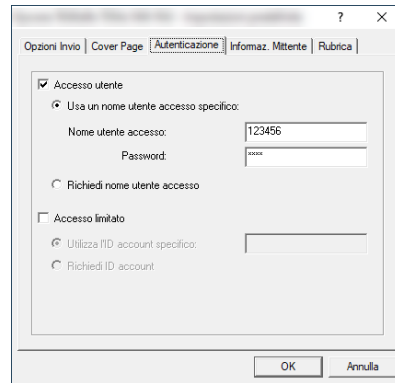 ? ×
Opzioni Invio Cover Page Autenticazione Informaz. Mittente Rubrica
Accesso utente
Usa un nome utente accesso specifico:
Nome utente accesso: 123456
Password: ****
Richiedi nome utente accesso
Accesso limitato
Utilizza l'ID account specifico:
Richiedi ID account
OK Annulla